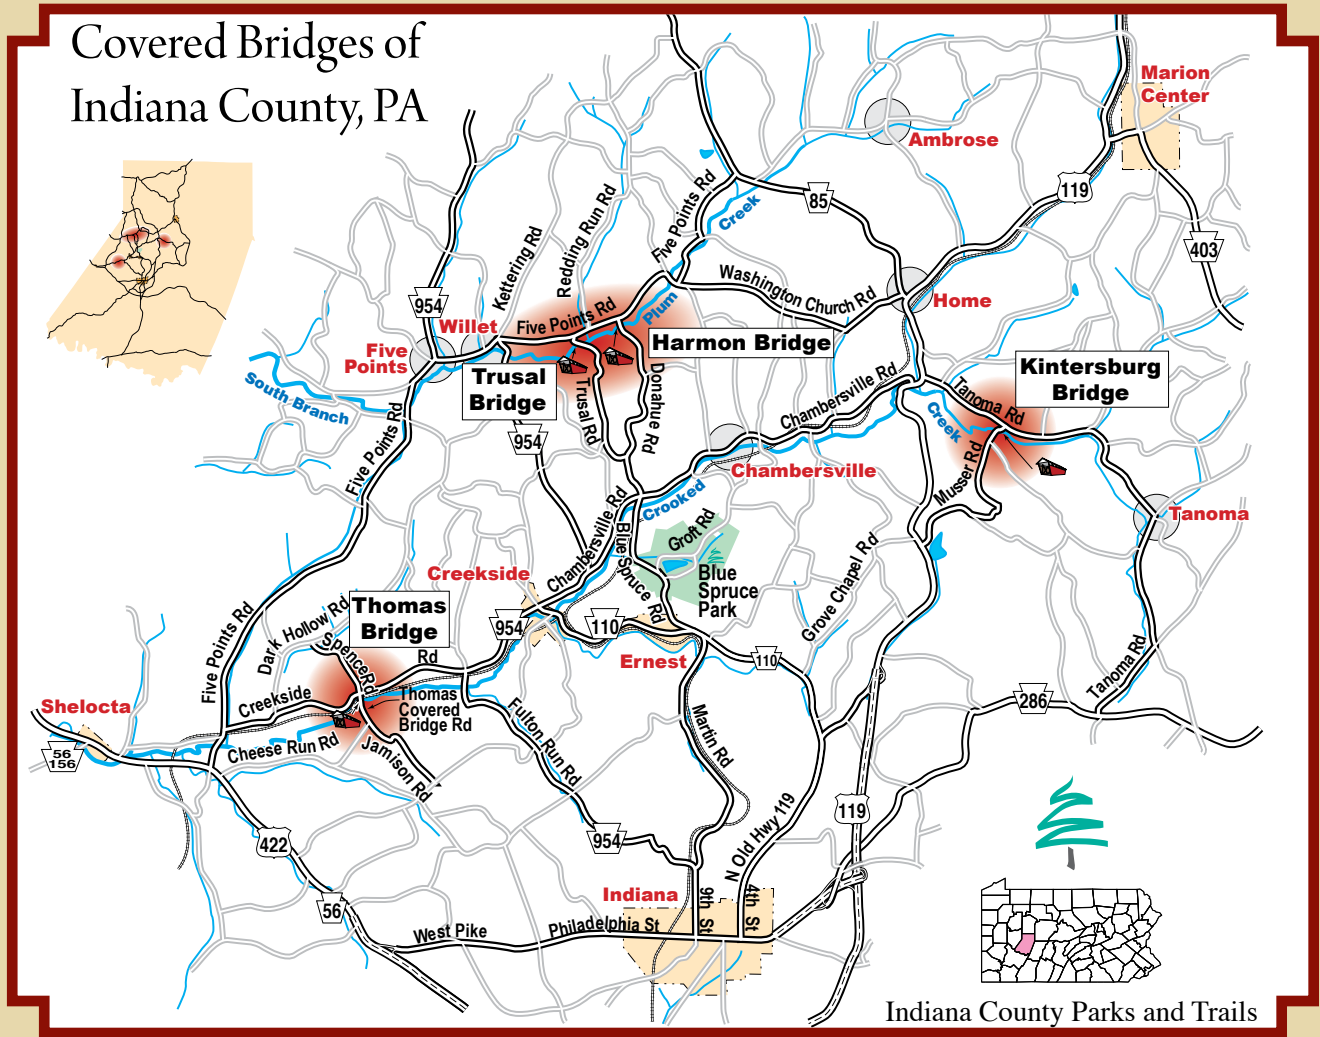 Covered Bridges of
Indiana County, PA
Marion
Center
Ambrose
119
85
403
Five Points Rd
Creek
Kettering Rd
Redding Run Rd
Washington Church Rd
954
Home
Willet
Five Points Rd
Plum
Five
Points
Harmon Bridge
Kintersburg
Bridge
Trusal
Bridge
South Branch
Trusal Rd
Donahue Rd
Chambersville Rd
Tanoma Rd
Creek
954
Five Points Rd
Chambersville
Musser Rd
Crooked
Tanoma
Chambersville Rd
Groft Rd
Blue Spruce Rd
Blue
Spruce
Park
Grove Chapel Rd
Creekside
Thomas
Bridge
Dark Hollow Rd
Five Points Rd
Spence Rd
954
110
Ernest
110
Rd
Tanoma Rd
Creekside
Thomas
Covered
Bridge Rd
286
Shelocta
56
156
Cheese Run Rd
Jamison Rd
Fulton Run Rd
Martin Rd
422
954
N Old Hwy 119
119
Indiana
56
9th St
4th St
West Pike
Philadelphia St
Indiana County Parks and Trails